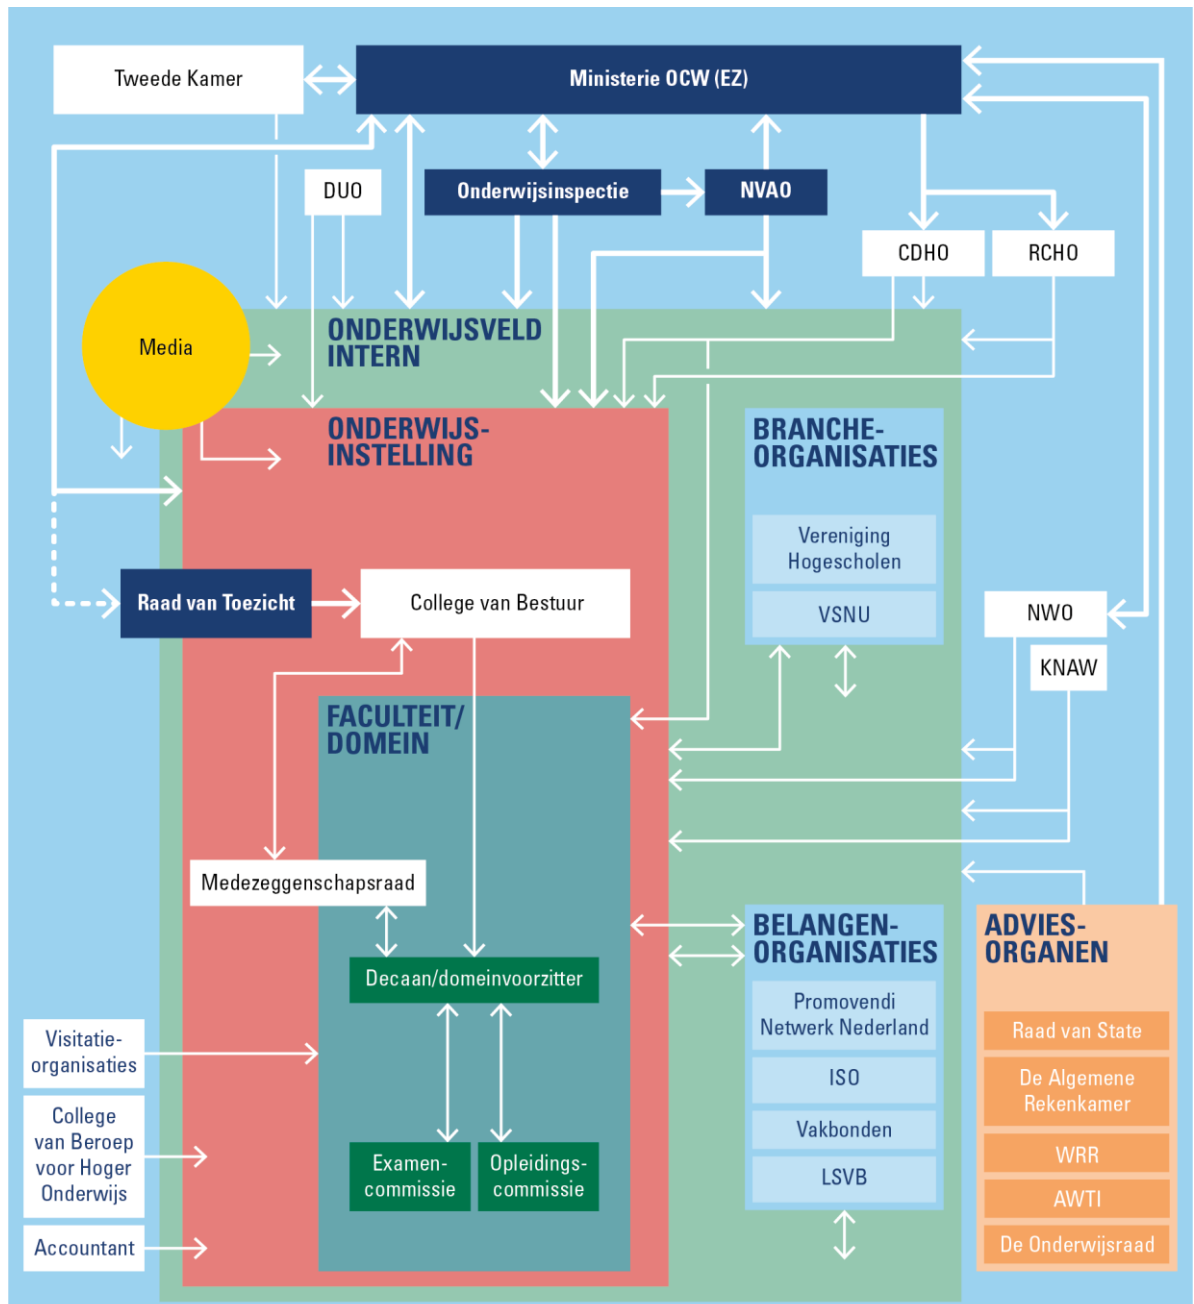 Tweede Kamer
Ministerie OCW (EZ)
DUO
Onderwijsinspectie
NVAO
CDHO
RCHO
Media
ONDERWIJSVELD
INTERN
ONDERWIJS-
INSTELLING
BRANCHE-
ORGANISATIES
Vereniging
Hogescholen
VSNU
Raad van Toezicht
College van Bestuur
NWO
KNAW
FACULTEIT/
DOMEIN
Medezeggenschapsraad
Decaan/domeinvoorzitter
Examen-
commissie
Opleidings-
commissie
BELANGEN-
ORGANISATIES
Promovendi
Netwerk Nederland
ISO
Vakbonden
LSVB
ADVIES-
ORGANEN
Raad van State
De Algemene
Rekenkamer
WRR
AWTI
De Onderwijsraad
Visitatie-
organisaties
College
van Beroep
voor Hoger
Onderwijs
Accountant